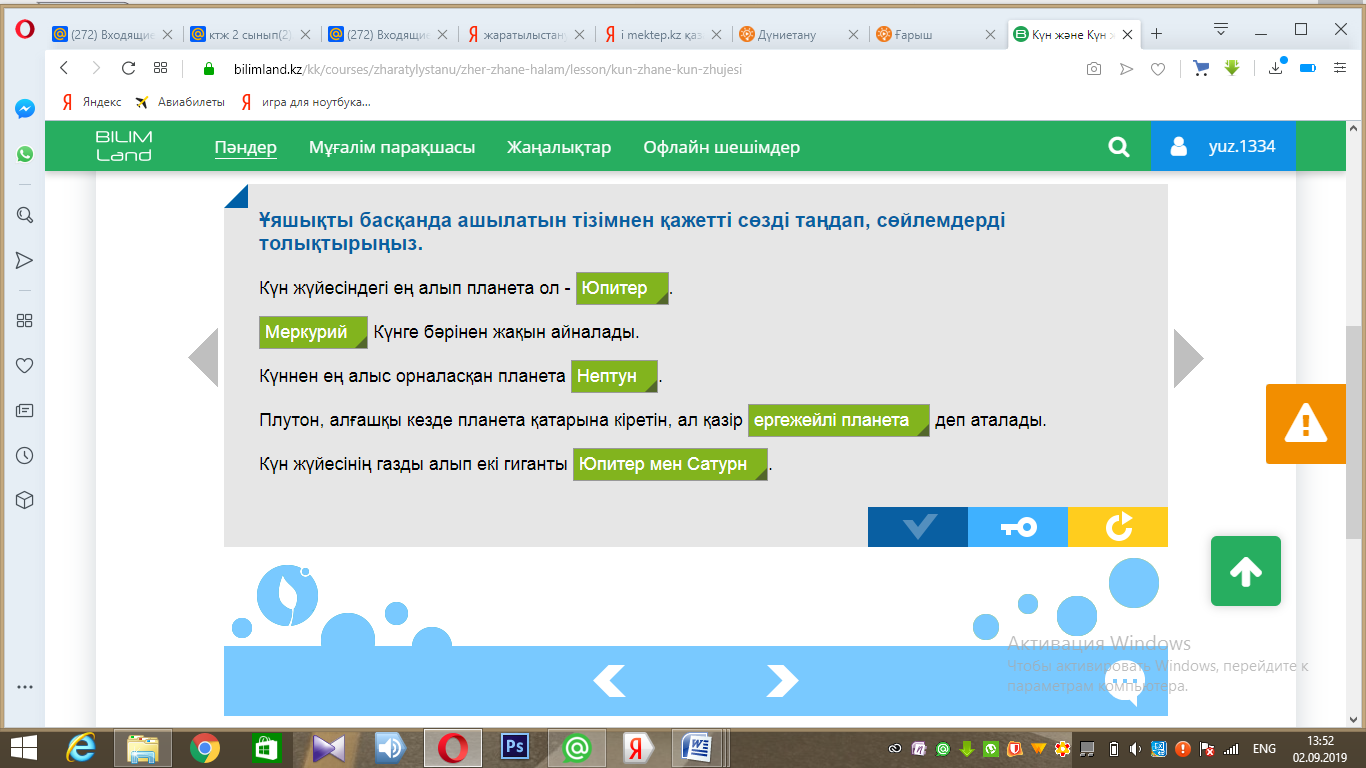 (272) Входящие
ктж 2 сынып(2)
(272) Входящие
жаратылыстану
i mektep.kz қаз
Дүниетану
Ғарыш
Күн және Күн ж
bilimland.kz/kk/courses/zharatylystanu/zher-zhane-halam/lesson/kun-zhane-kun-zhujesi
Яндекс
Авиабилеты
игра для ноутбука...
BILIM Land
Пәндер
Мұғалім парақшасы
Жаңалықтар
Офлайн шешімдер
yuz.1334
Ұяшықты басқанда ашылатын тізімнен қажетті сөзді таңдап, сөйлемдерді
толықтырыңыз.
Күн жүйесіндегі ең алып планета ол - Юпитер.
Меркурий Күнге бәрінен жақын айналады.
Күннен ең алыс орналасқан планета Нептун.
Плутон, алғашқы кезде планета қатарына кіретін, ал қазір ергежейлі планета деп аталады.
Күн жүйесінің газды алып екі гиганты Юпитер мен Сатурн.
Активация Windows
Чтобы активировать Windows, перейдите к
параметрам компьютера.
Ps
ENG
13:52
02.09.2019